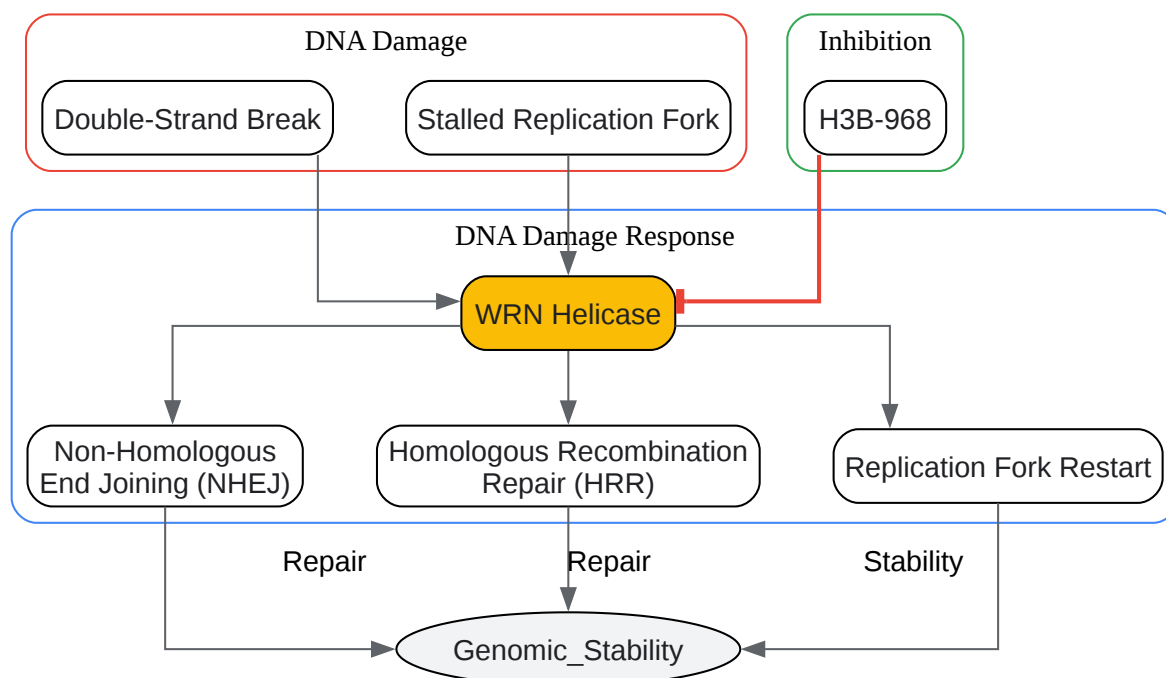 DNA Damage
Inhibition
Double-Strand Break
Stalled Replication Fork
H3B-968
DNA Damage Response
WRN Helicase
Non-Homologous
End Joining (NHEJ)
Homologous Recombination
Repair (HRR)
Replication Fork Restart
Repair
Repair
Stability
Genomic_Stability